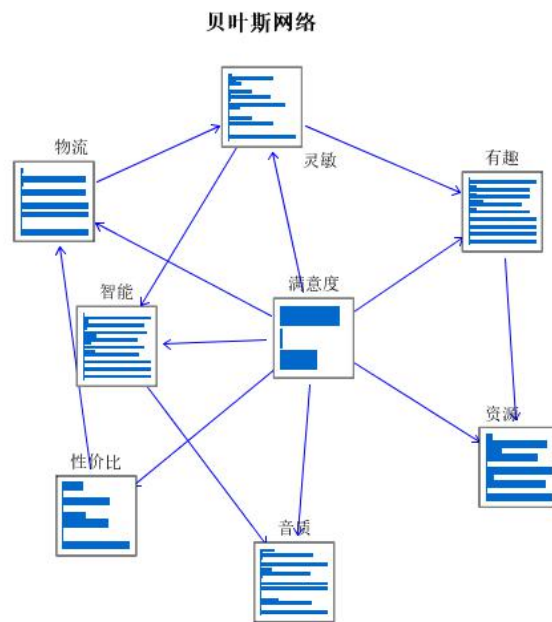 贝叶斯网络
物流
灵敏
有趣
智能
满意度
性价比
资源
音质